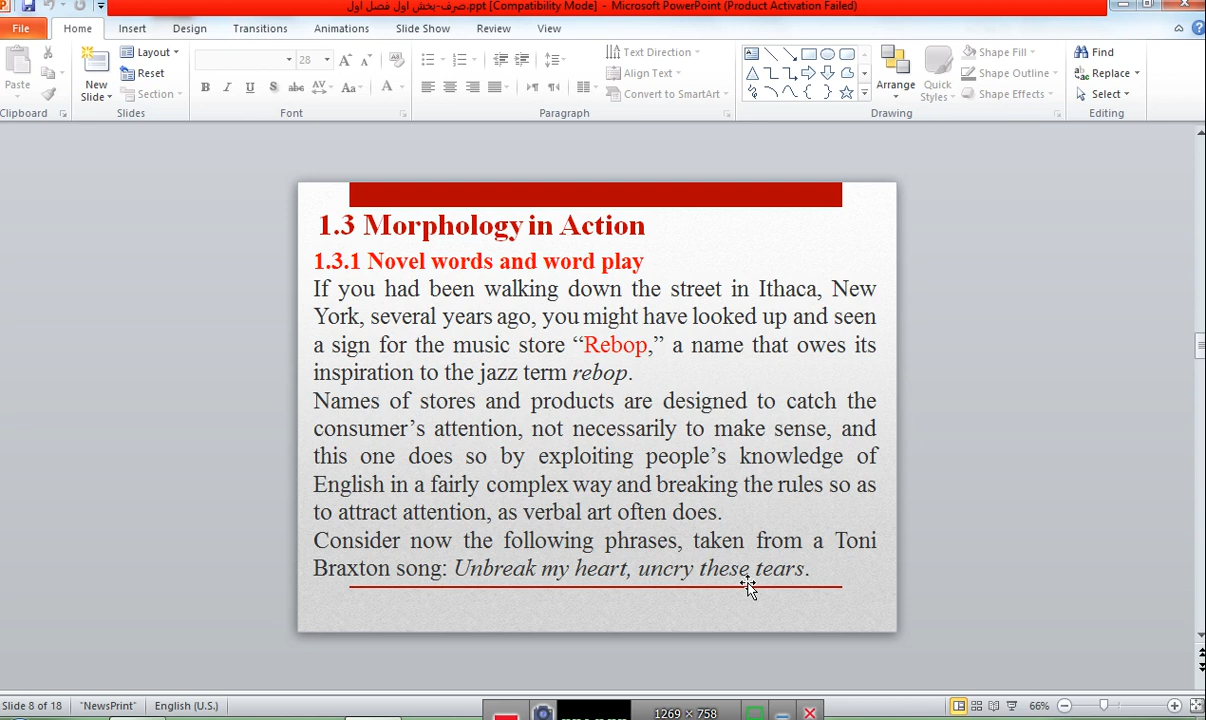 صرف-بخش اول فصل اول.ppt [Compatibility Mode] - Microsoft PowerPoint (Product Activation Failed)
File Home Insert Design Transitions Animations Slide Show Review View
Paste
New Slide
Layout
Reset
Section
28
Text Direction
Align Text
Convert to SmartArt
Arrange
Quick Styles
Shape Fill
Shape Outline
Shape Effects
Find
Replace
Select
Clipboard Slides Font Paragraph Drawing Editing
1.3 Morphology in Action
1.3.1 Novel words and word play
If you had been walking down the street in Ithaca, New
York, several years ago, you might have looked up and seen
a sign for the music store “Rebop,” a name that owes its
inspiration to the jazz term rebop.
Names of stores and products are designed to catch the
consumer’s attention, not necessarily to make sense, and
this one does so by exploiting people’s knowledge of
English in a fairly complex way and breaking the rules so as
to attract attention, as verbal art often does.
Consider now the following phrases, taken from a Toni
Braxton song: Unbreak my heart, uncry these tears.
Slide 8 of 18 "NewsPrint" English (U.S.) 66%
1269 × 758